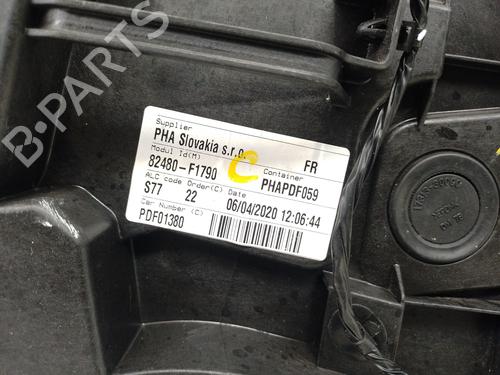 B-PARTS
Supplier
PHA Slovakia s.r.o.
FR
Modul Id(M)
82480-F1790
C
Container
PHAPDF059
ALC code Order(C) Date
S77 22 06/04/2020 12:06:44
Car Number (C)
PDF01380